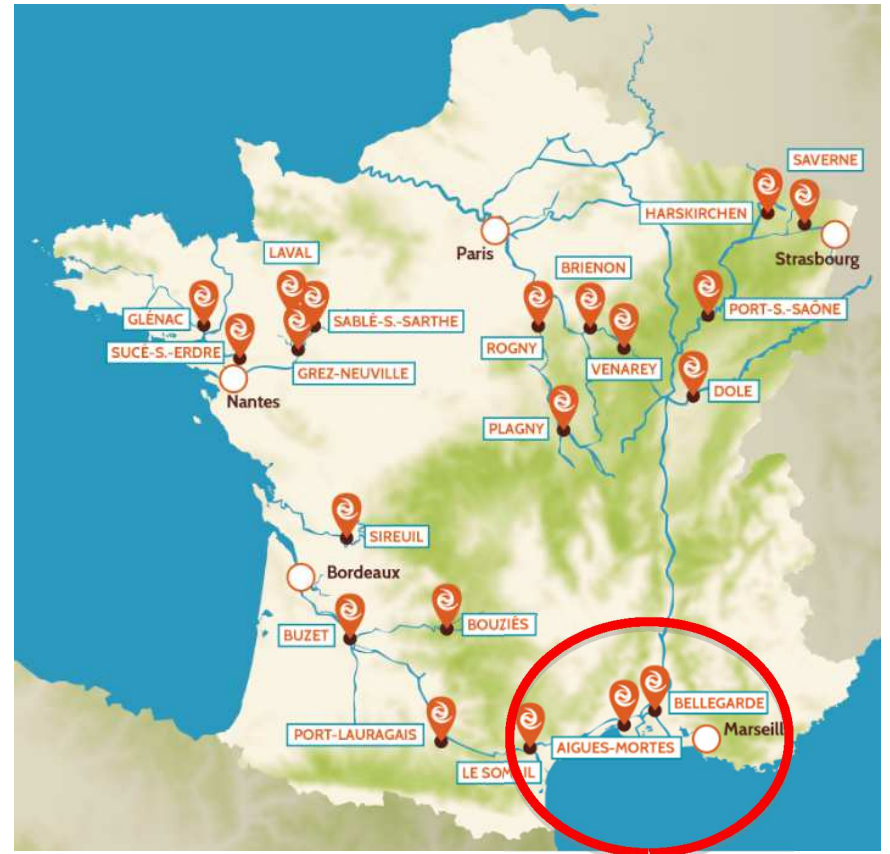 SAVERNE
HARSKIRCHEN
Paris
Strasbourg
LAVAL
BRIENON
GLÉNAC
SABLÉ-S.-SARTHE
PORT-S.-SAÔNE
ROGNY
SUCÉ-S.-ERDRE
GREZ-NEUVILLE
VENAREY
DOLE
Nantes
PLAGNY
SIREUIL
Bordeaux
BOUZIÈS
BUZET
BELLEGARDE
Marseill
PORT-LAURAGAIS
AIGUES-MORTES
LE SOMAIL